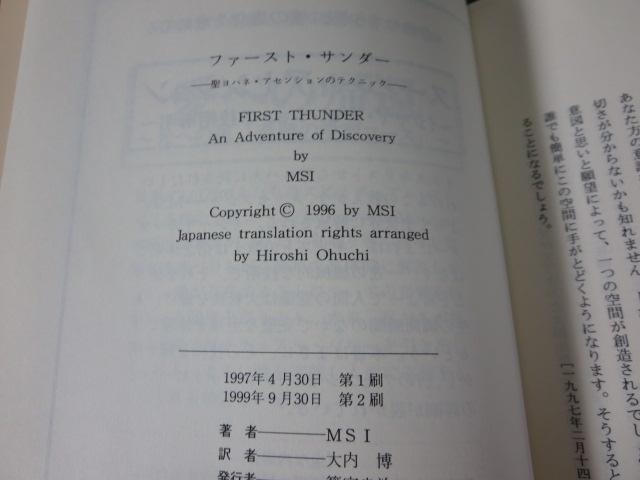 ファースト・サンダー
―聖ヨハネ・アセンションのテクニック―
FIRST THUNDER
An Adventure of Discovery
by
MSI
Copyright © 1996 by MSI
Japanese translation rights arranged
by Hiroshi Ohuchi
1997年4月30日 第1刷
1999年9月30日 第2刷
著 者―――MSI
訳 者―――大内 博
発行者
切さが分からないかも知れません
意図と思いと願望によって、一つの空間が創造されるでし
誰でも簡単にこの空間に手がとどくようになります。そうすると
ることになるでしょう。
［一九九七年二月十四